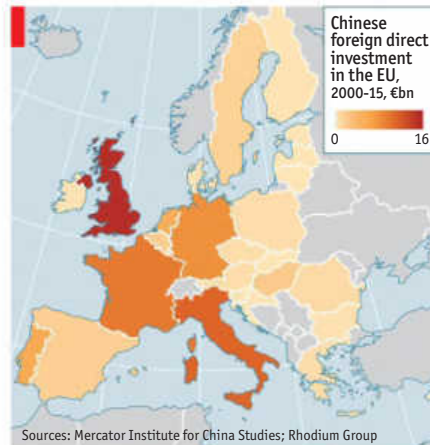 Chinese
foreign direct
investment
in the EU,
2000-15, €bn
0 16
Sources: Mercator Institute for China Studies; Rhodium Group